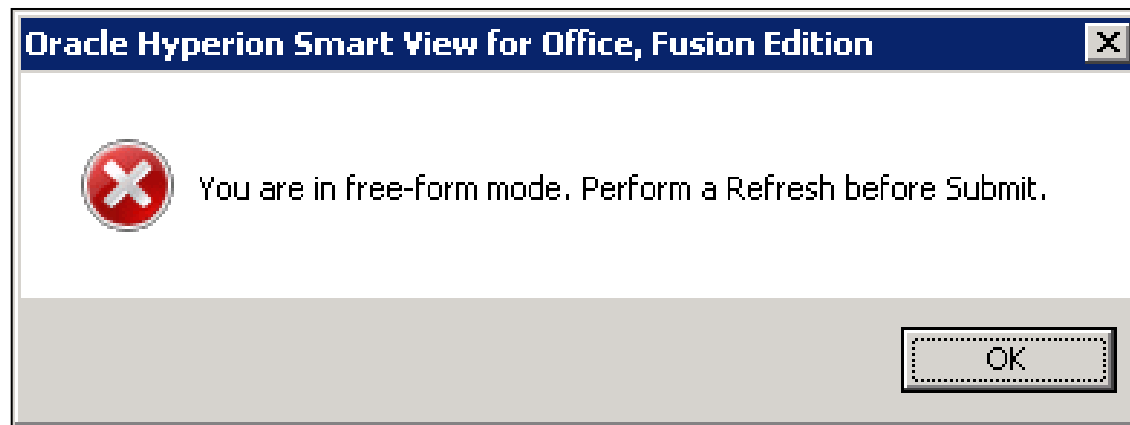 Oracle Hyperion Smart View for Office, Fusion Edition
You are in free-form mode. Perform a Refresh before Submit.
OK